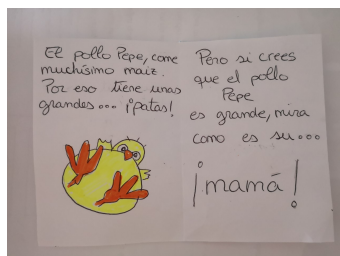 El pollo Pepe, come
muchísimo maíz.
Por eso tiene unas
grandes... ¡patas!
Pero si crees
que el pollo
Pepe
es grande, mira
como es su...
¡mamá!